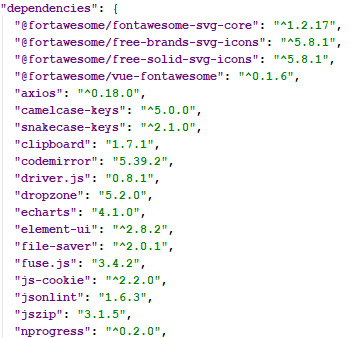 "dependencies": {
"@fortawesome/fontawesome-svg-core": "^1.2.17",
"@fortawesome/free-brands-svg-icons": "^5.8.1",
"@fortawesome/free-solid-svg-icons": "^5.8.1",
"@fortawesome/vue-fontawesome": "^0.1.6",
"axios": "^0.18.0",
"camelcase-keys": "^5.0.0",
"snakecase-keys": "^2.1.0",
"clipboard": "1.7.1",
"codemirror": "5.39.2",
"driver.js": "0.8.1",
"dropzone": "5.2.0",
"echarts": "4.1.0",
"element-ui": "^2.8.2",
"file-saver": "^2.0.1",
"fuse.js": "3.4.2",
"js-cookie": "^2.2.0",
"jsonlint": "1.6.3",
"jszip": "3.1.5",
"nprogress": "^0.2.0",